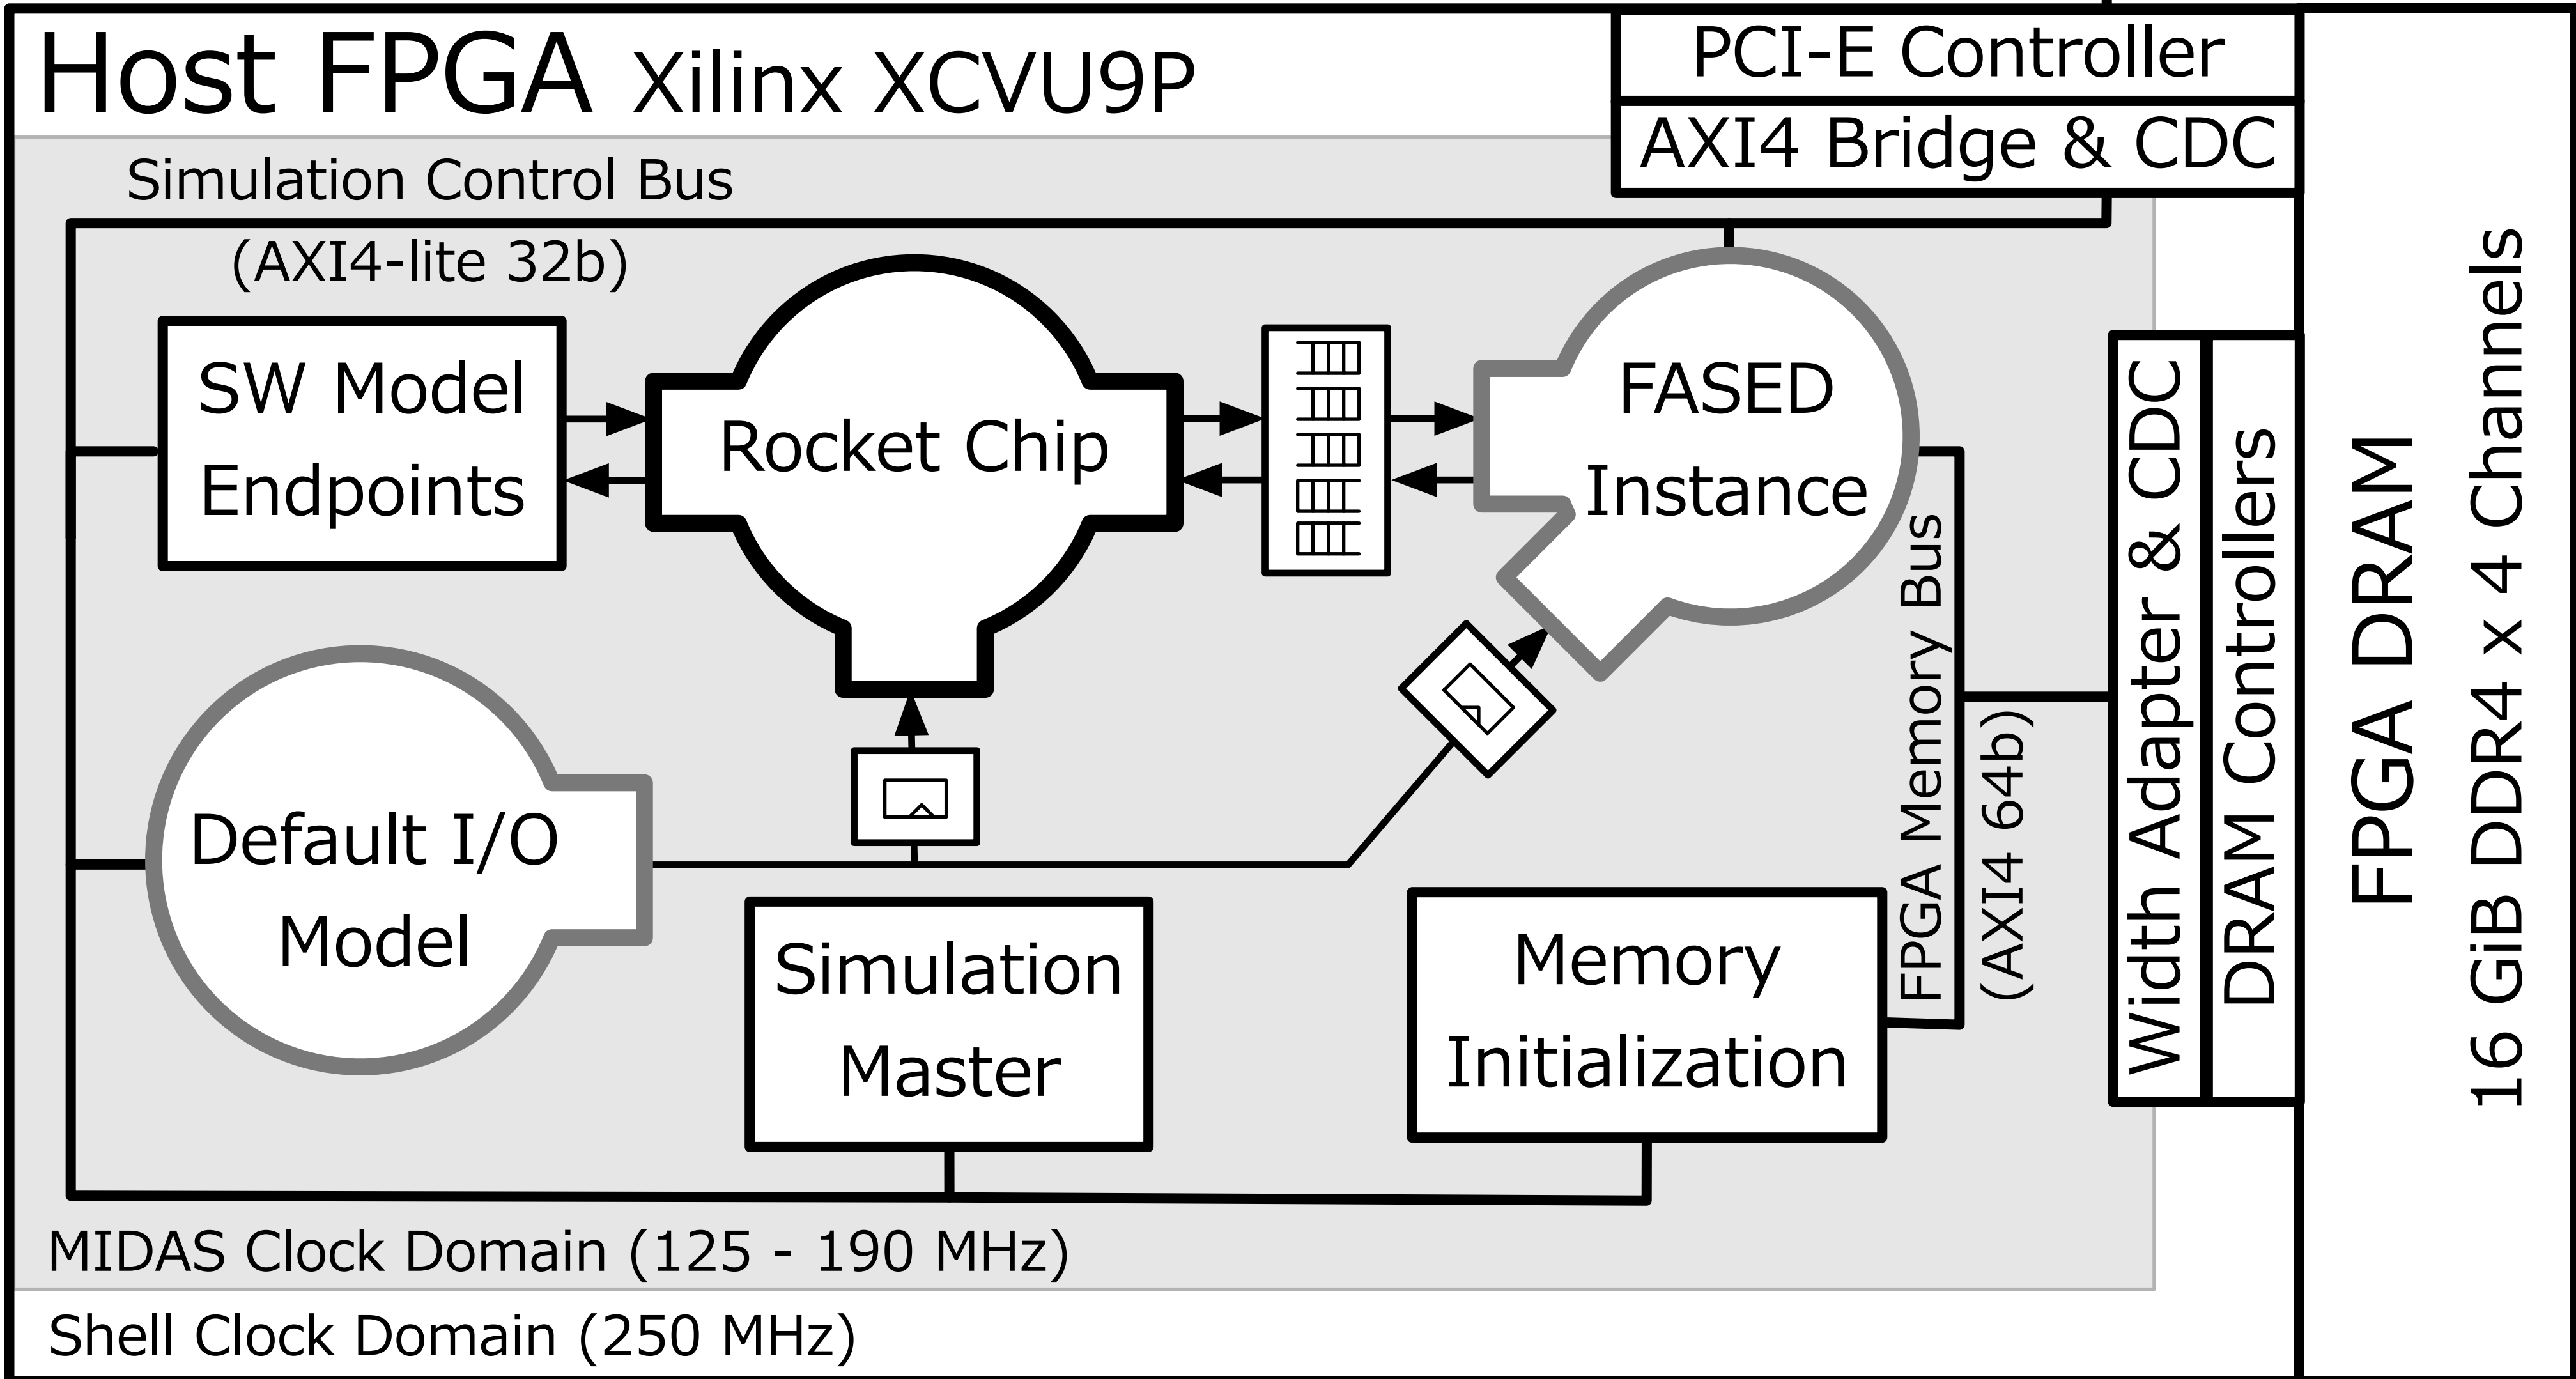 Host FPGA Xilinx XCVU9P
PCI-E Controller
AXI4 Bridge & CDC
Simulation Control Bus
(AXI4-lite 32b)
SW Model
Endpoints
Rocket Chip
FASED
Instance
Default I/O
Model
Simulation
Master
Memory
Initialization
FPGA Memory Bus
(AXI4 64b)
Width Adapter & CDC
DRAM Controllers
FPGA DRAM
16 GiB DDR4 x 4 Channels
MIDAS Clock Domain (125 - 190 MHz)
Shell Clock Domain (250 MHz)